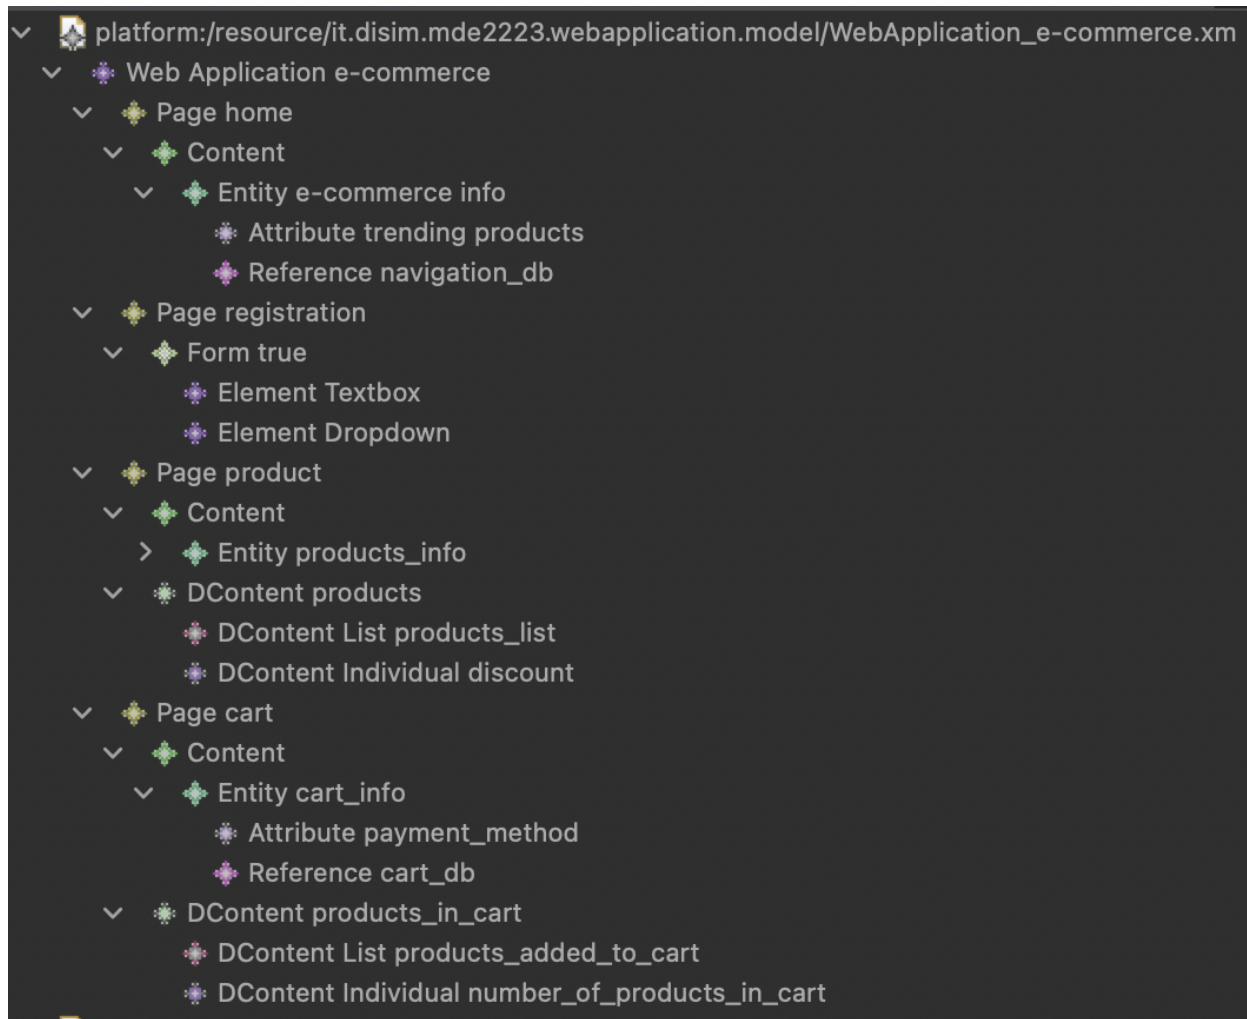 platform:/resource/it.disim.mde2223.webapplication.model/WebApplication_e-commerce.xm
Web Application e-commerce
Page home
Content
Entity e-commerce info
Attribute trending products
Reference navigation_db
Page registration
Form true
Element Textbox
Element Dropdown
Page product
Content
Entity products_info
DContent products
DContent List products_list
DContent Individual discount
Page cart
Content
Entity cart_info
Attribute payment_method
Reference cart_db
DContent products_in_cart
DContent List products_added_to_cart
DContent Individual number_of_products_in_cart